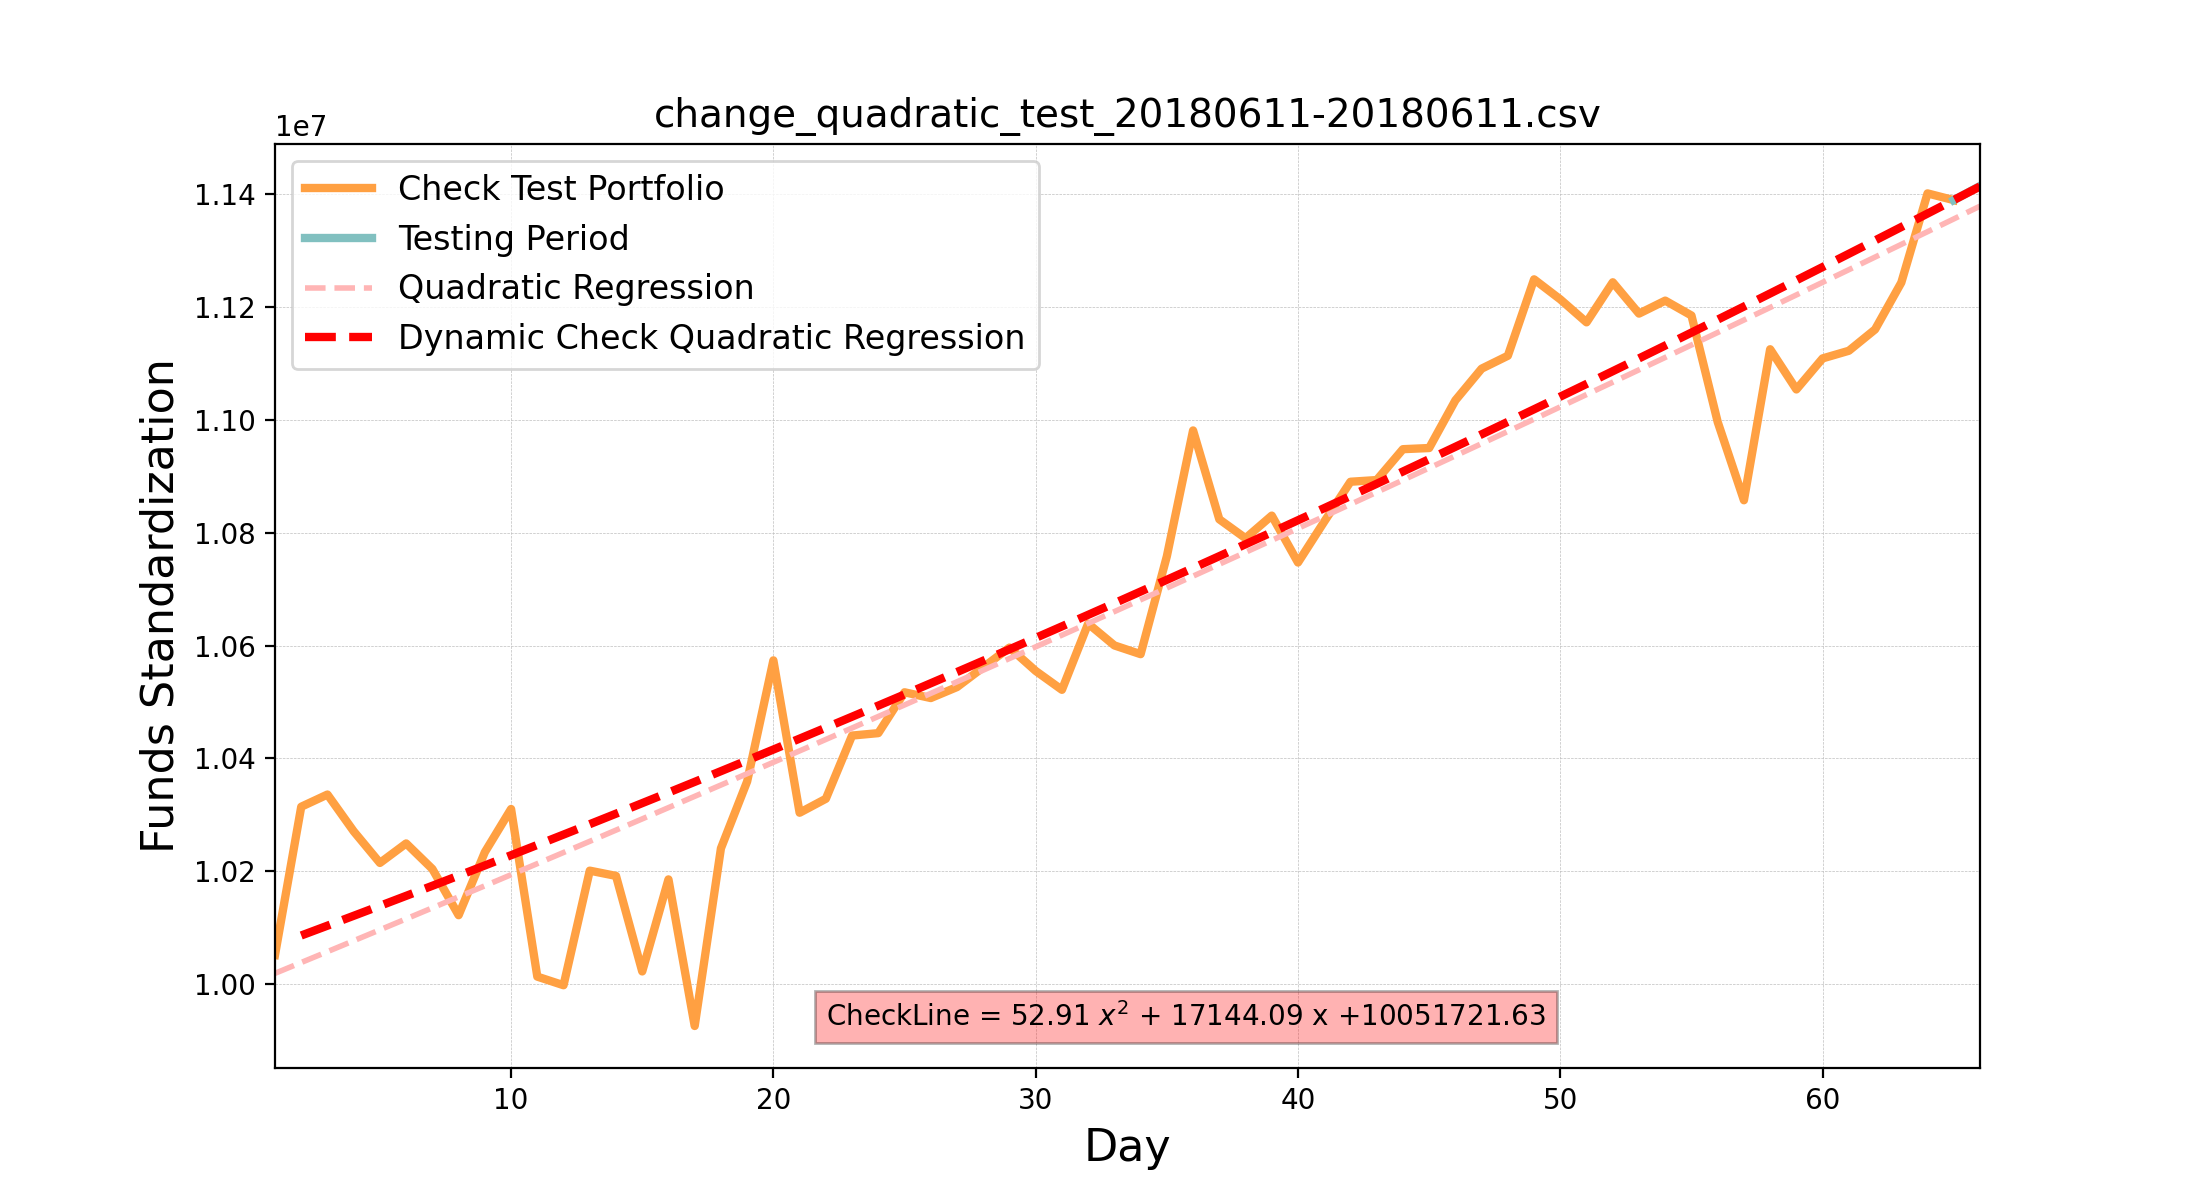 change_quadratic_test_20180611-20180611.csv
1e7
Check Test Portfolio
Testing Period
Quadratic Regression
Dynamic Check Quadratic Regression
1.14
1.12
1.10
1.08
1.06
1.04
1.02
1.00
Funds Standardization
CheckLine = 52.91 x² + 17144.09 x +10051721.63
10 20 30 40 50 60
Day